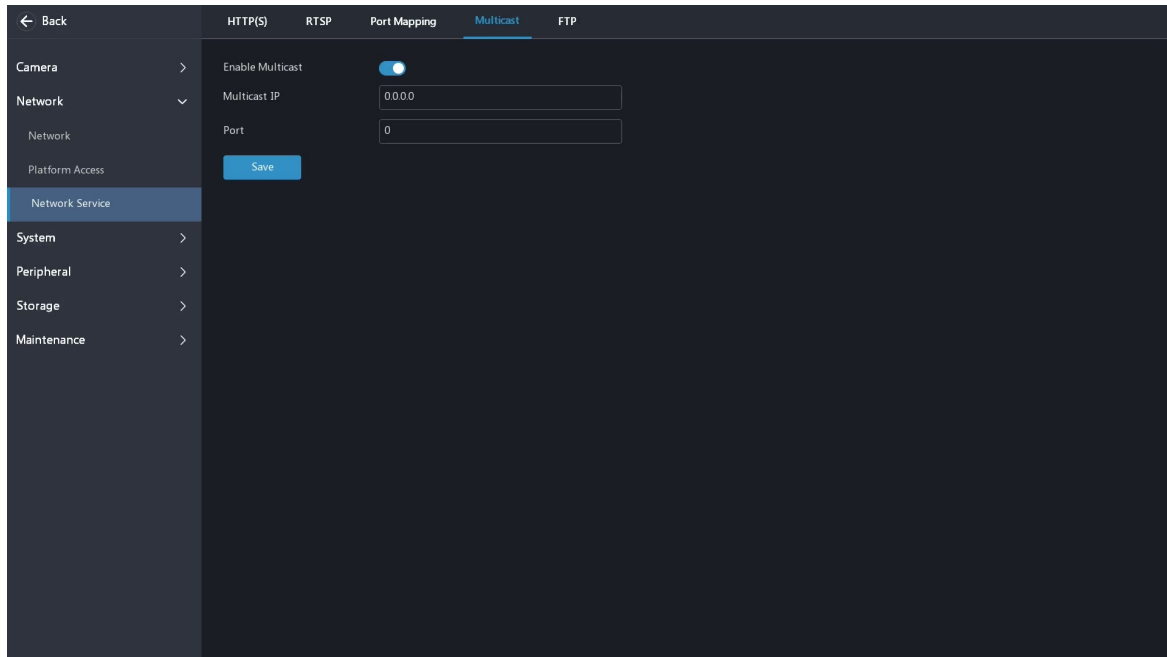 Back
HTTP(S) RTSP Port Mapping Multicast FTP
Camera
Network
Network
Platform Access
Network Service
System
Peripheral
Storage
Maintenance
Enable Multicast
Multicast IP 0.0.0.0
Port 0
Save